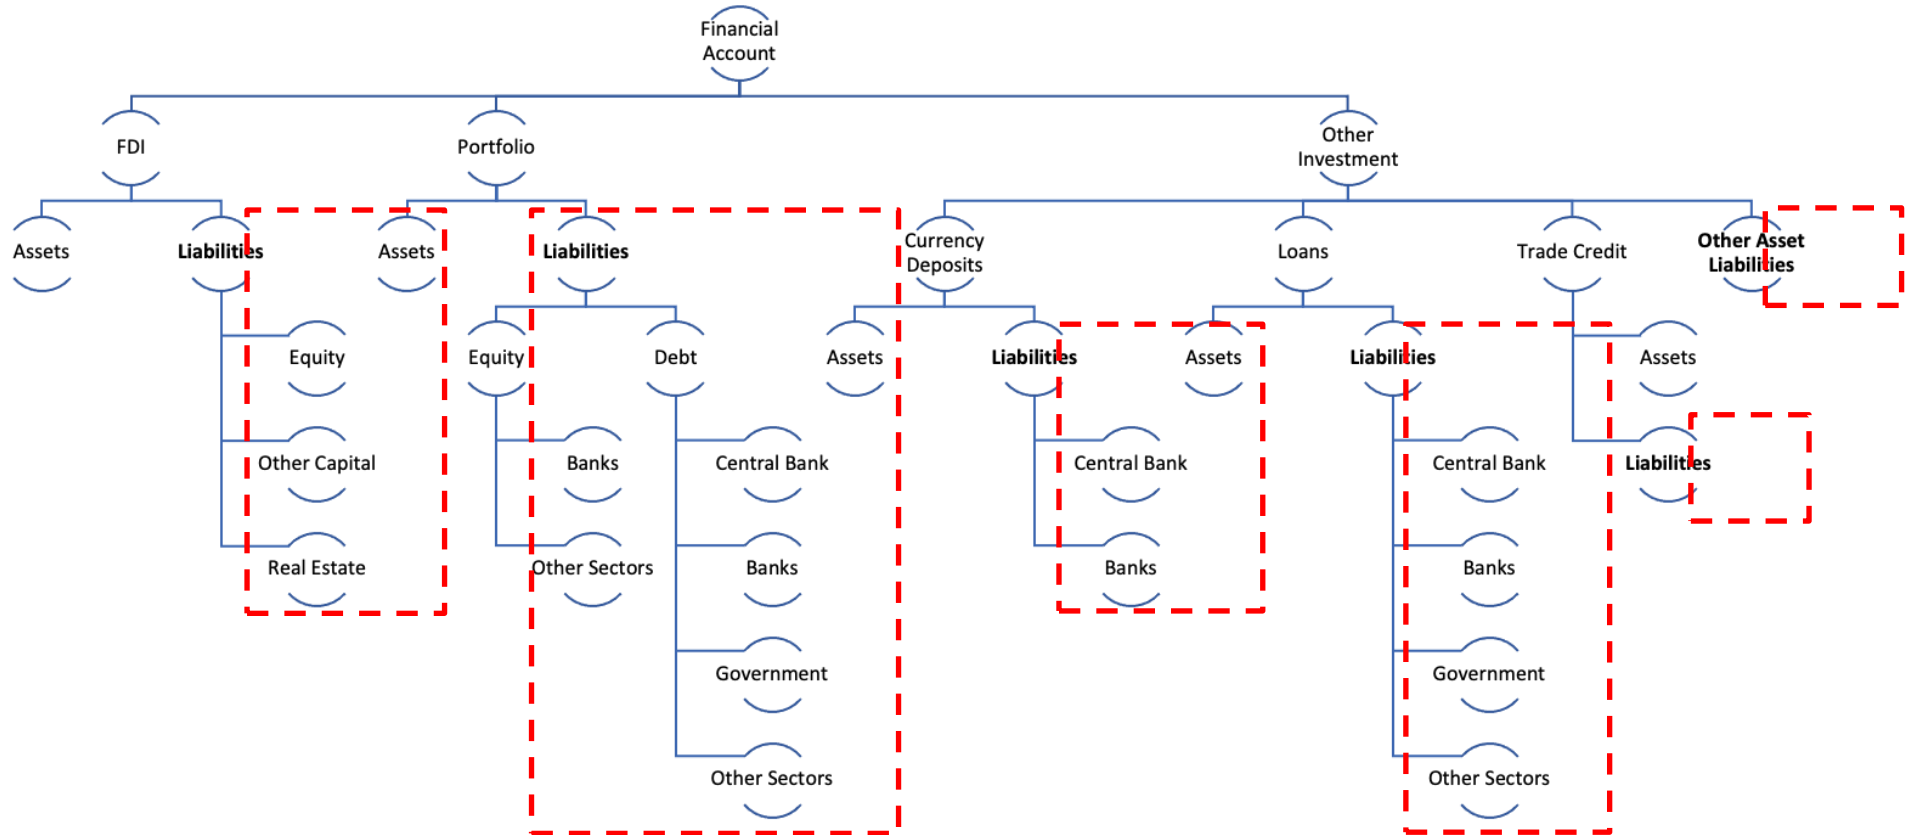 Financial
Account
FDI
Portfolio
Other
Investment
Assets
Liabilities
Assets
Liabilities
Currency
Deposits
Loans
Trade Credit
Other Asset
Liabilities
Equity
Equity
Debt
Assets
Liabilities
Assets
Liabilities
Assets
Other Capital
Banks
Central Bank
Central Bank
Central Bank
Liabilities
Real Estate
Other Sectors
Banks
Banks
Banks
Government
Government
Other Sectors
Other Sectors